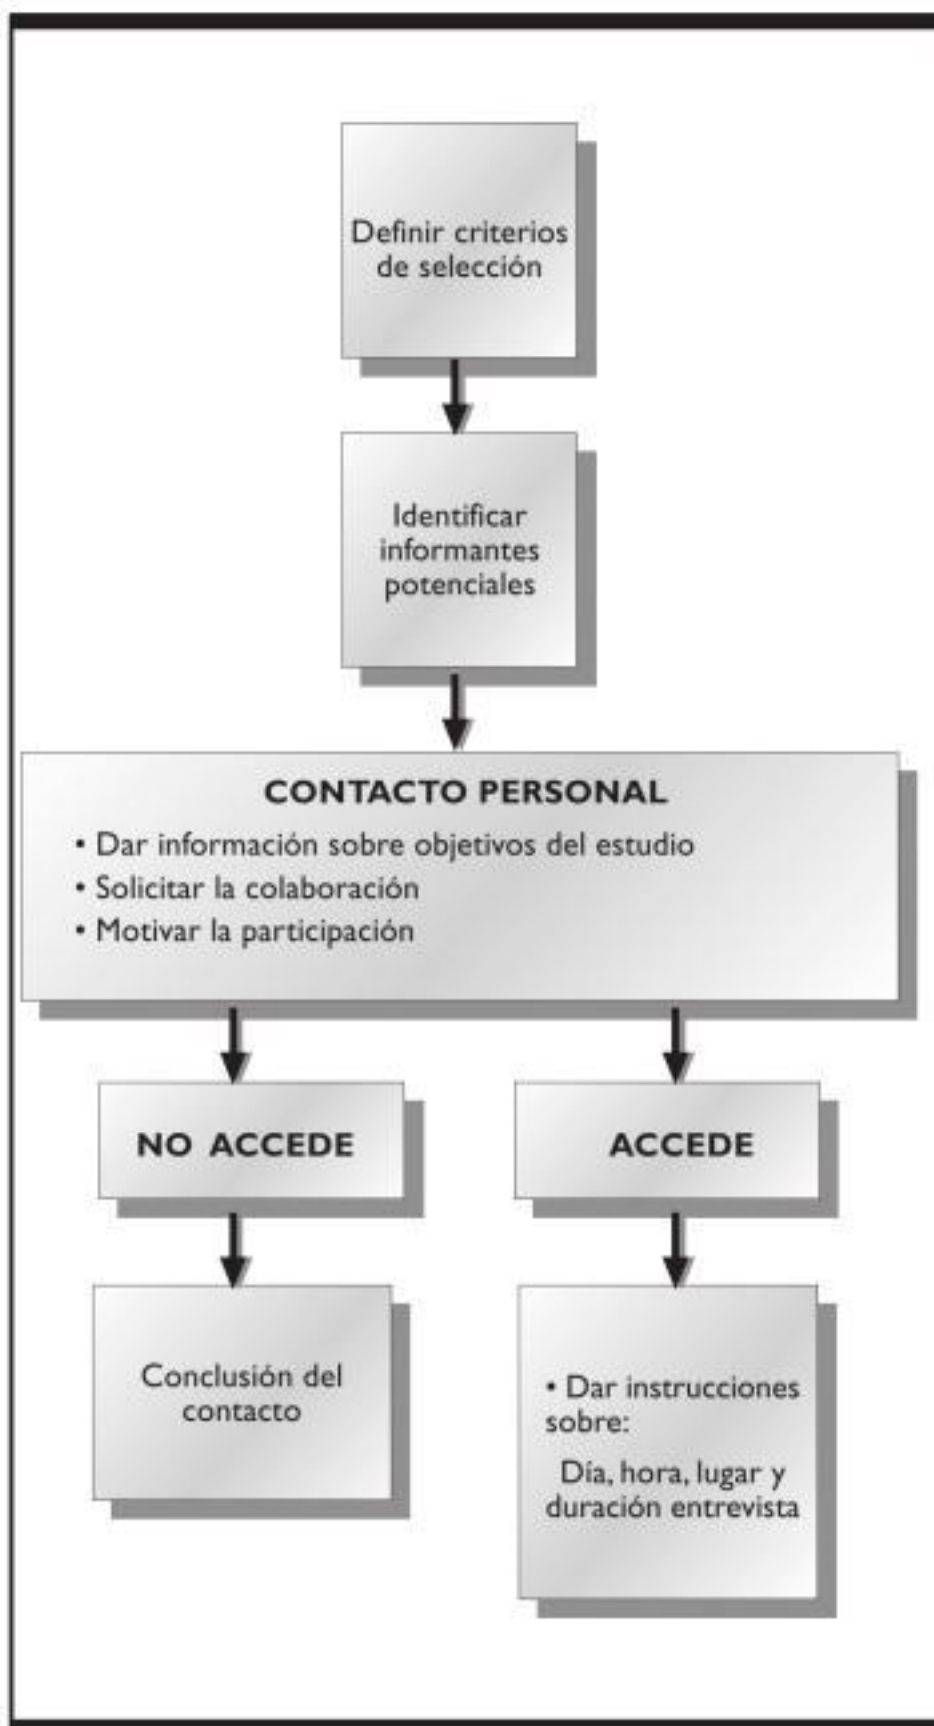 Definir criterios
de selección
Identificar
informantes
potenciales
CONTACTO PERSONAL
• Dar información sobre objetivos del estudio
• Solicitar la colaboración
• Motivar la participación
NO ACCEDE
ACCEDE
Conclusión del
contacto
• Dar instrucciones
sobre:
Día, hora, lugar y
duración entrevista